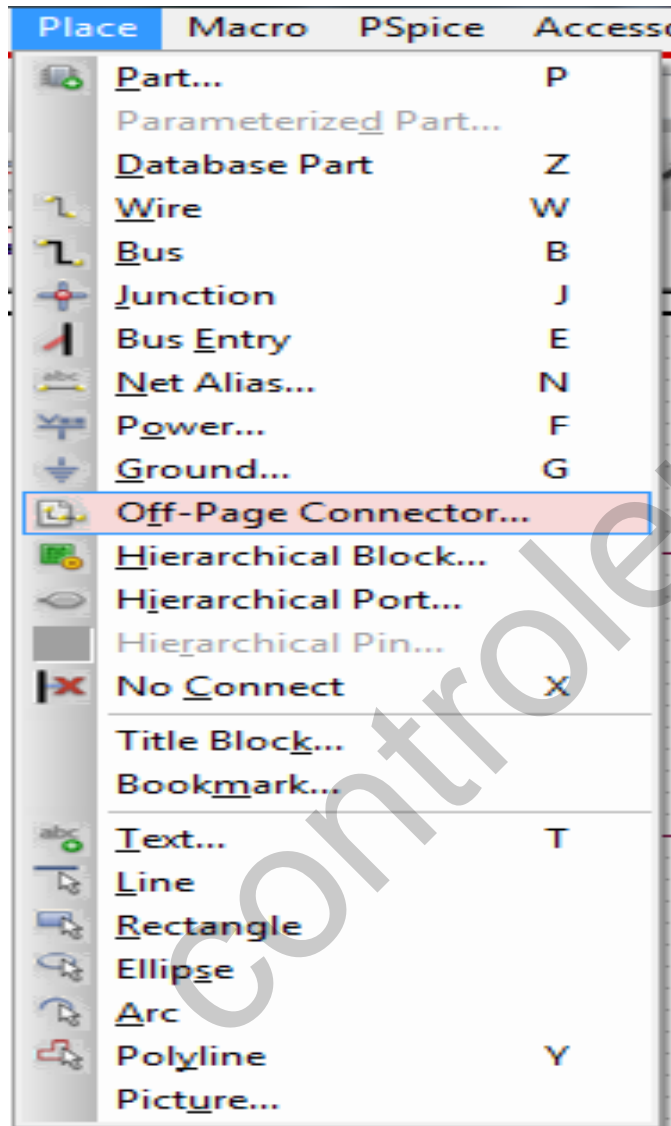 Place Macro PSpice Accesso
Part... P
Parameterized Part...
Database Part Z
Wire W
Bus B
Junction J
Bus Entry E
Net Alias... N
Power... F
Ground... G
Off-Page Connector...
Hierarchical Block...
Hierarchical Port...
Hierarchical Pin...
No Connect X
Title Block...
Bookmark...
Text... T
Line
Rectangle
Ellipse
Arc
Polyline Y
Picture...
controle